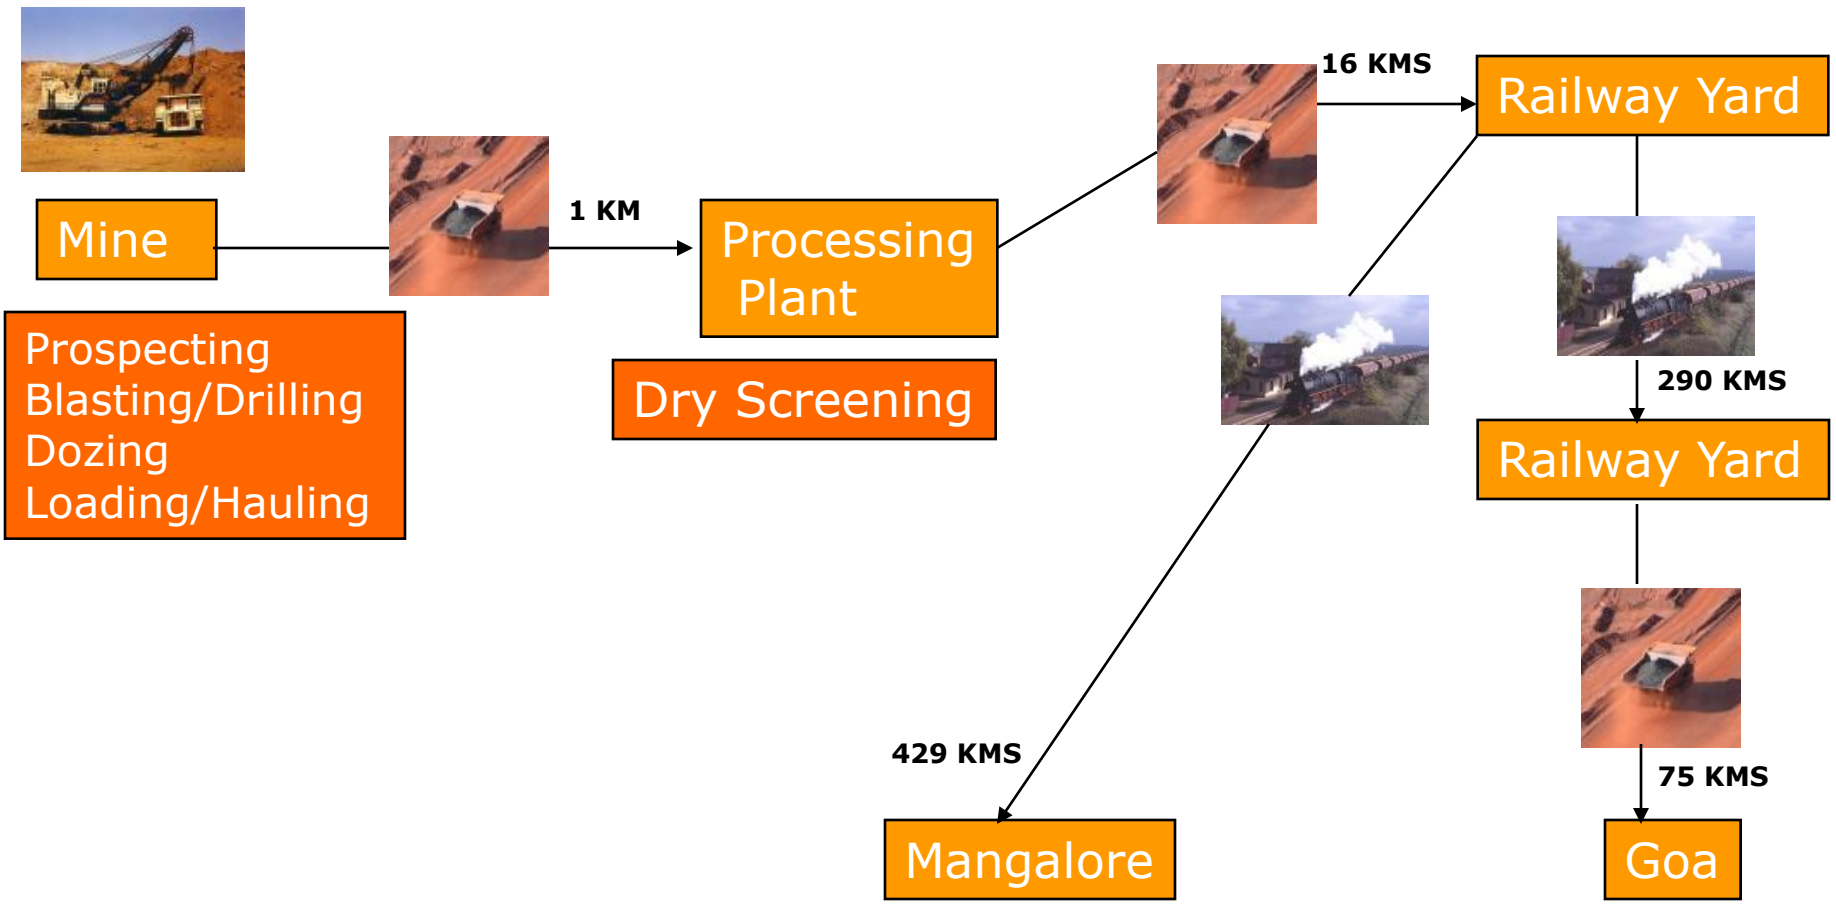 16 KMS
Railway Yard
Mine
1 KM
Processing
Plant
Prospecting
Blasting/Drilling
Dozing
Loading/Hauling
Dry Screening
290 KMS
Railway Yard
429 KMS
75 KMS
Mangalore
Goa